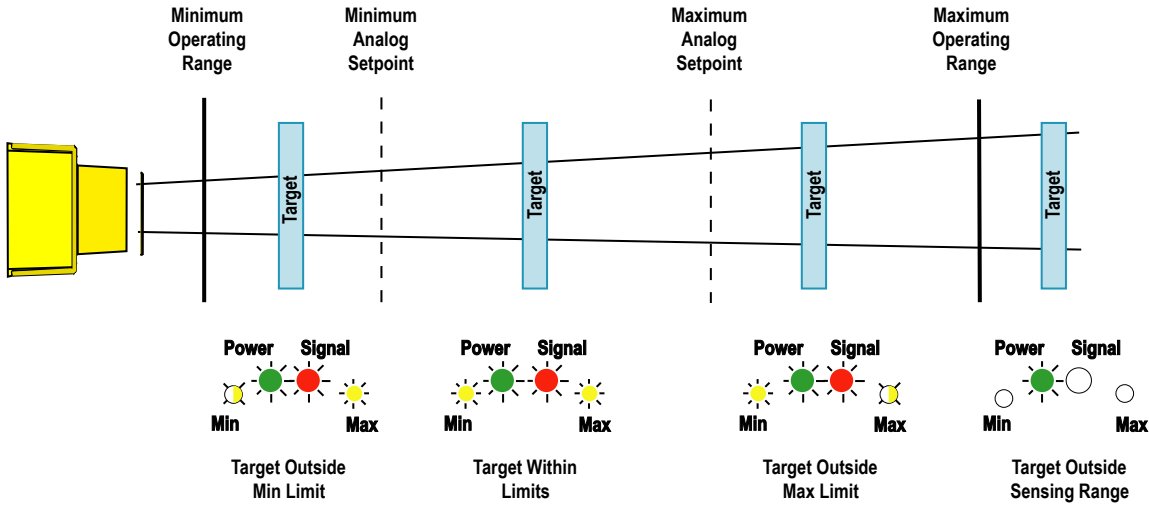 Minimum
Operating
Range
Minimum
Analog
Setpoint
Maximum
Analog
Setpoint
Maximum
Operating
Range
Target
Target
Target
Target
Power Signal
Min Max
Target Outside
Min Limit
Power Signal
Min Max
Target Within
Limits
Power Signal
Min Max
Target Outside
Max Limit
Power Signal
Min Max
Target Outside
Sensing Range